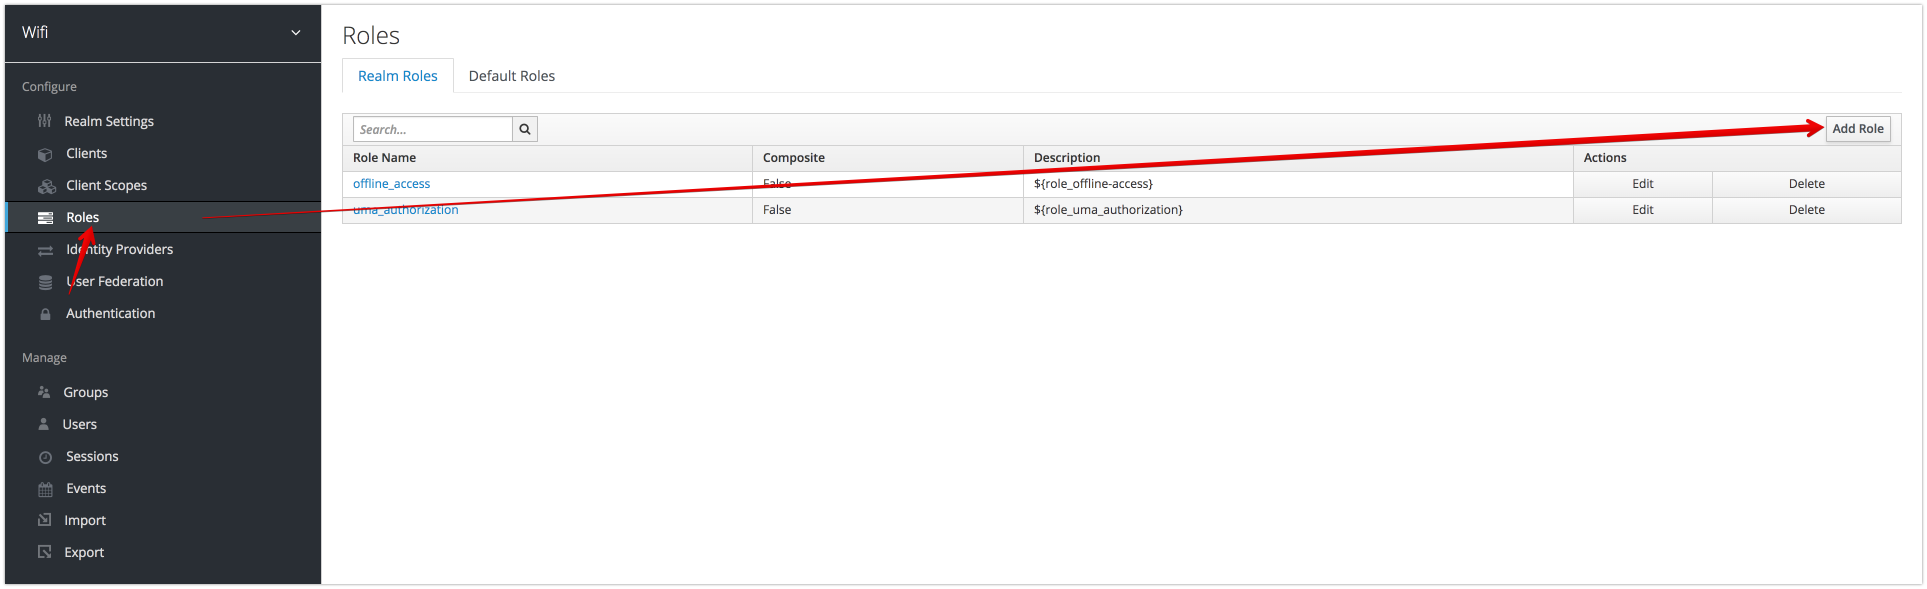 Wifi
Configure
Realm Settings
Clients
Client Scopes
Roles
Identity Providers
User Federation
Authentication
Manage
Groups
Users
Sessions
Events
Import
Export
Roles
Realm Roles Default Roles
Search... Add Role
Role Name Composite Description Actions
offline_access False ${role_offline-access} Edit Delete
uma_authorization False ${role_uma_authorization} Edit Delete